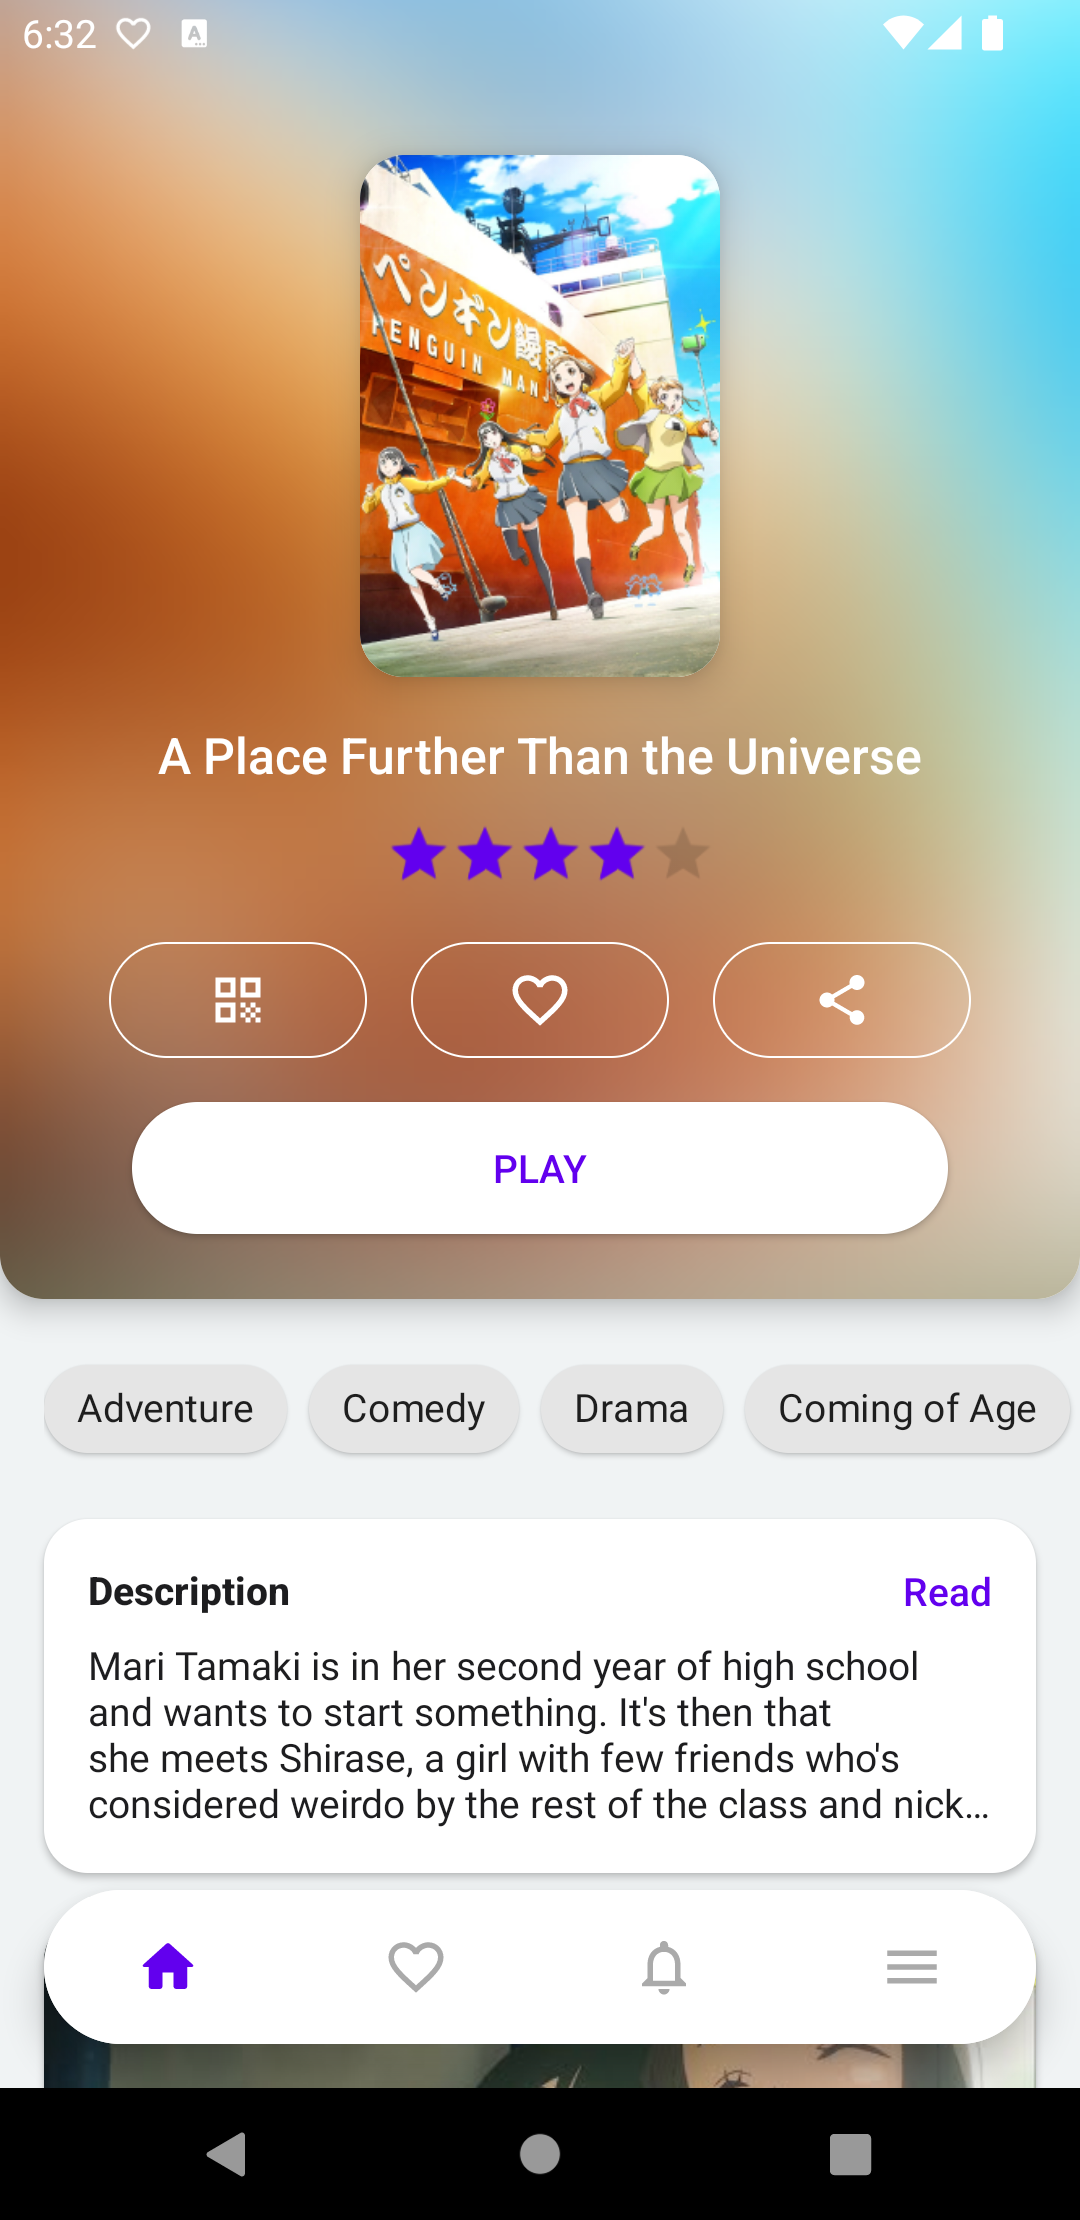 6:32
ペンギン饅
PENGUIN MANJ
A Place Further Than the Universe
PLAY
Adventure
Comedy
Drama
Coming of Age
Description
Read
Mari Tamaki is in her second year of high school
and wants to start something. It's then that
she meets Shirase, a girl with few friends who's
considered weirdo by the rest of the class and nick…